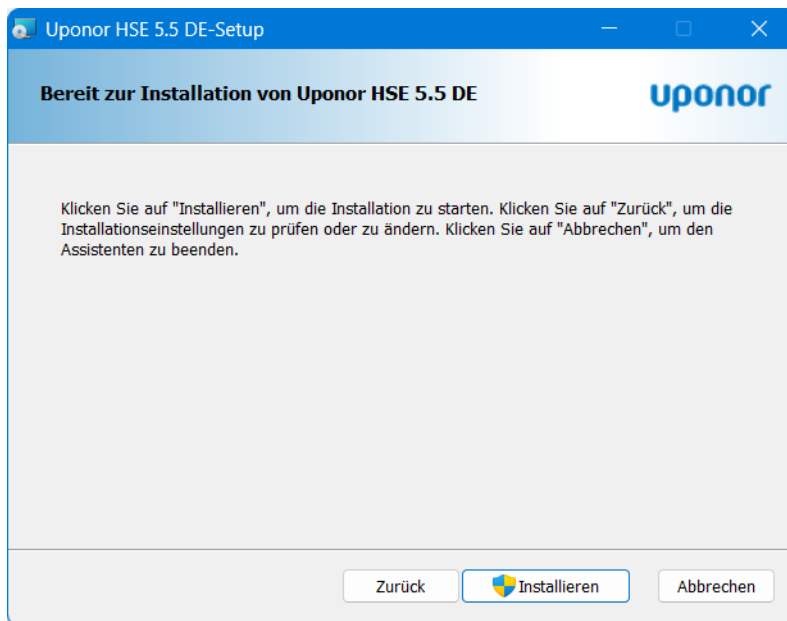 Uponor HSE 5.5 DE-Setup
Bereit zur Installation von Uponor HSE 5.5 DE
uponor
Klicken Sie auf "Installieren", um die Installation zu starten. Klicken Sie auf "Zurück", um die
Installationseinstellungen zu prüfen oder zu ändern. Klicken Sie auf "Abbrechen", um den
Assistenten zu beenden.
Zurück
Installieren
Abbrechen